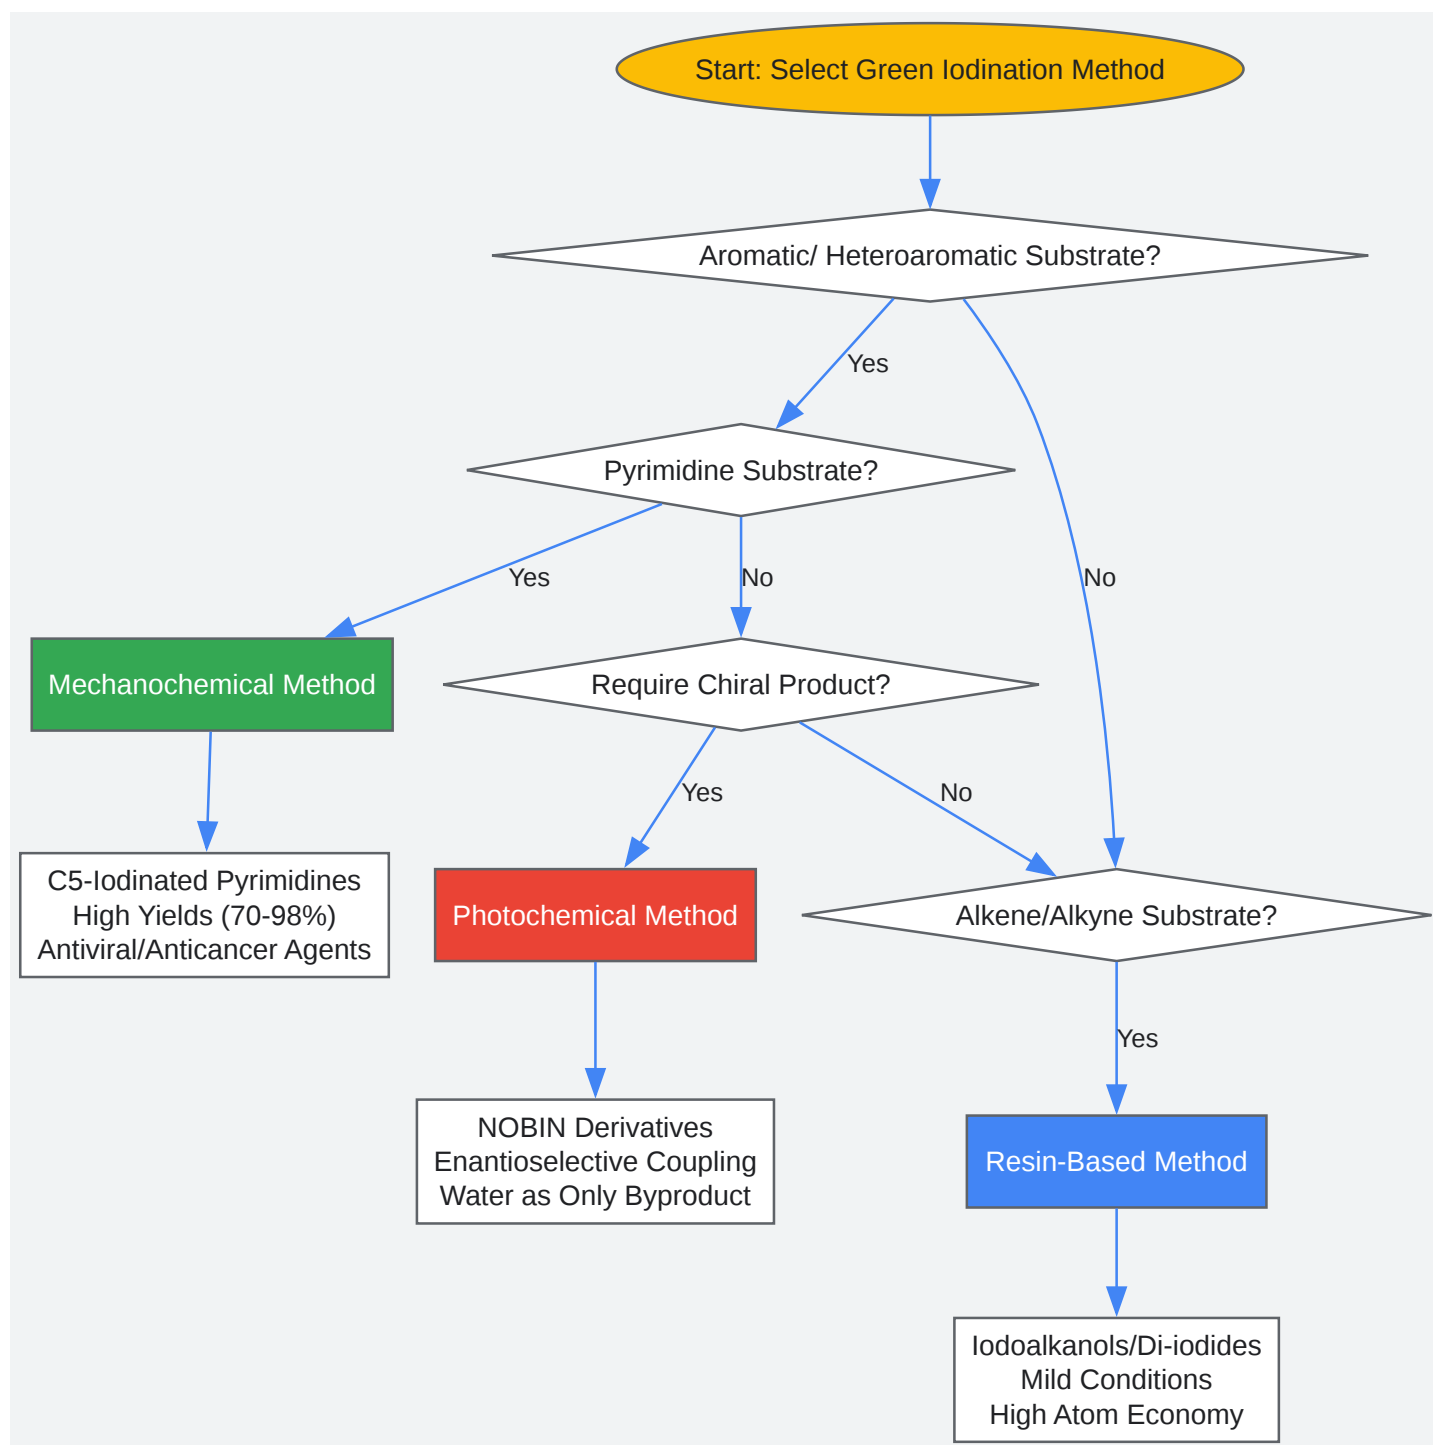 Start: Select Green Iodination Method
Aromatic/ Heteroaromatic Substrate?
Yes
Pyrimidine Substrate?
Yes
No
No
Mechanochemical Method
Require Chiral Product?
Yes
No
C5-Iodinated Pyrimidines
High Yields (70-98%)
Antiviral/Anticancer Agents
Photochemical Method
Alkene/Alkyne Substrate?
Yes
NOBIN Derivatives
Enantioselective Coupling
Water as Only Byproduct
Resin-Based Method
Iodoalkanols/Di-iodides
Mild Conditions
High Atom Economy